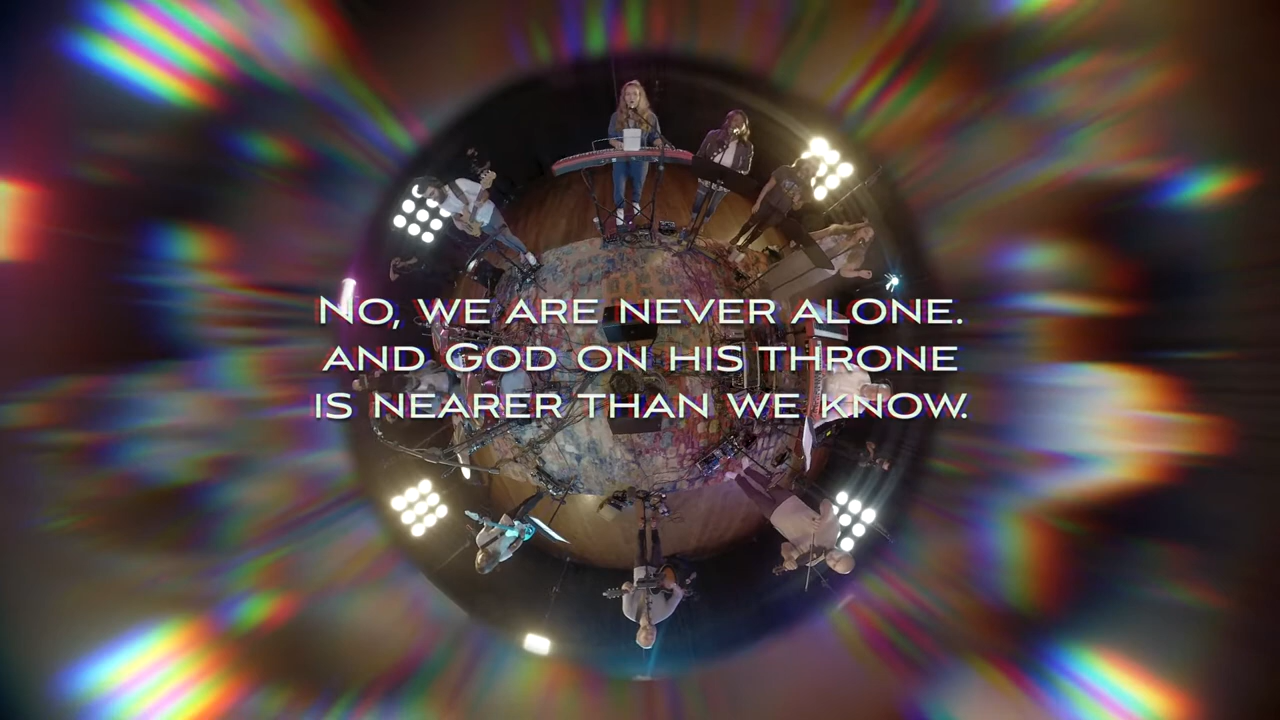 No, we are never alone.
and God on his throne
is nearer than we know.